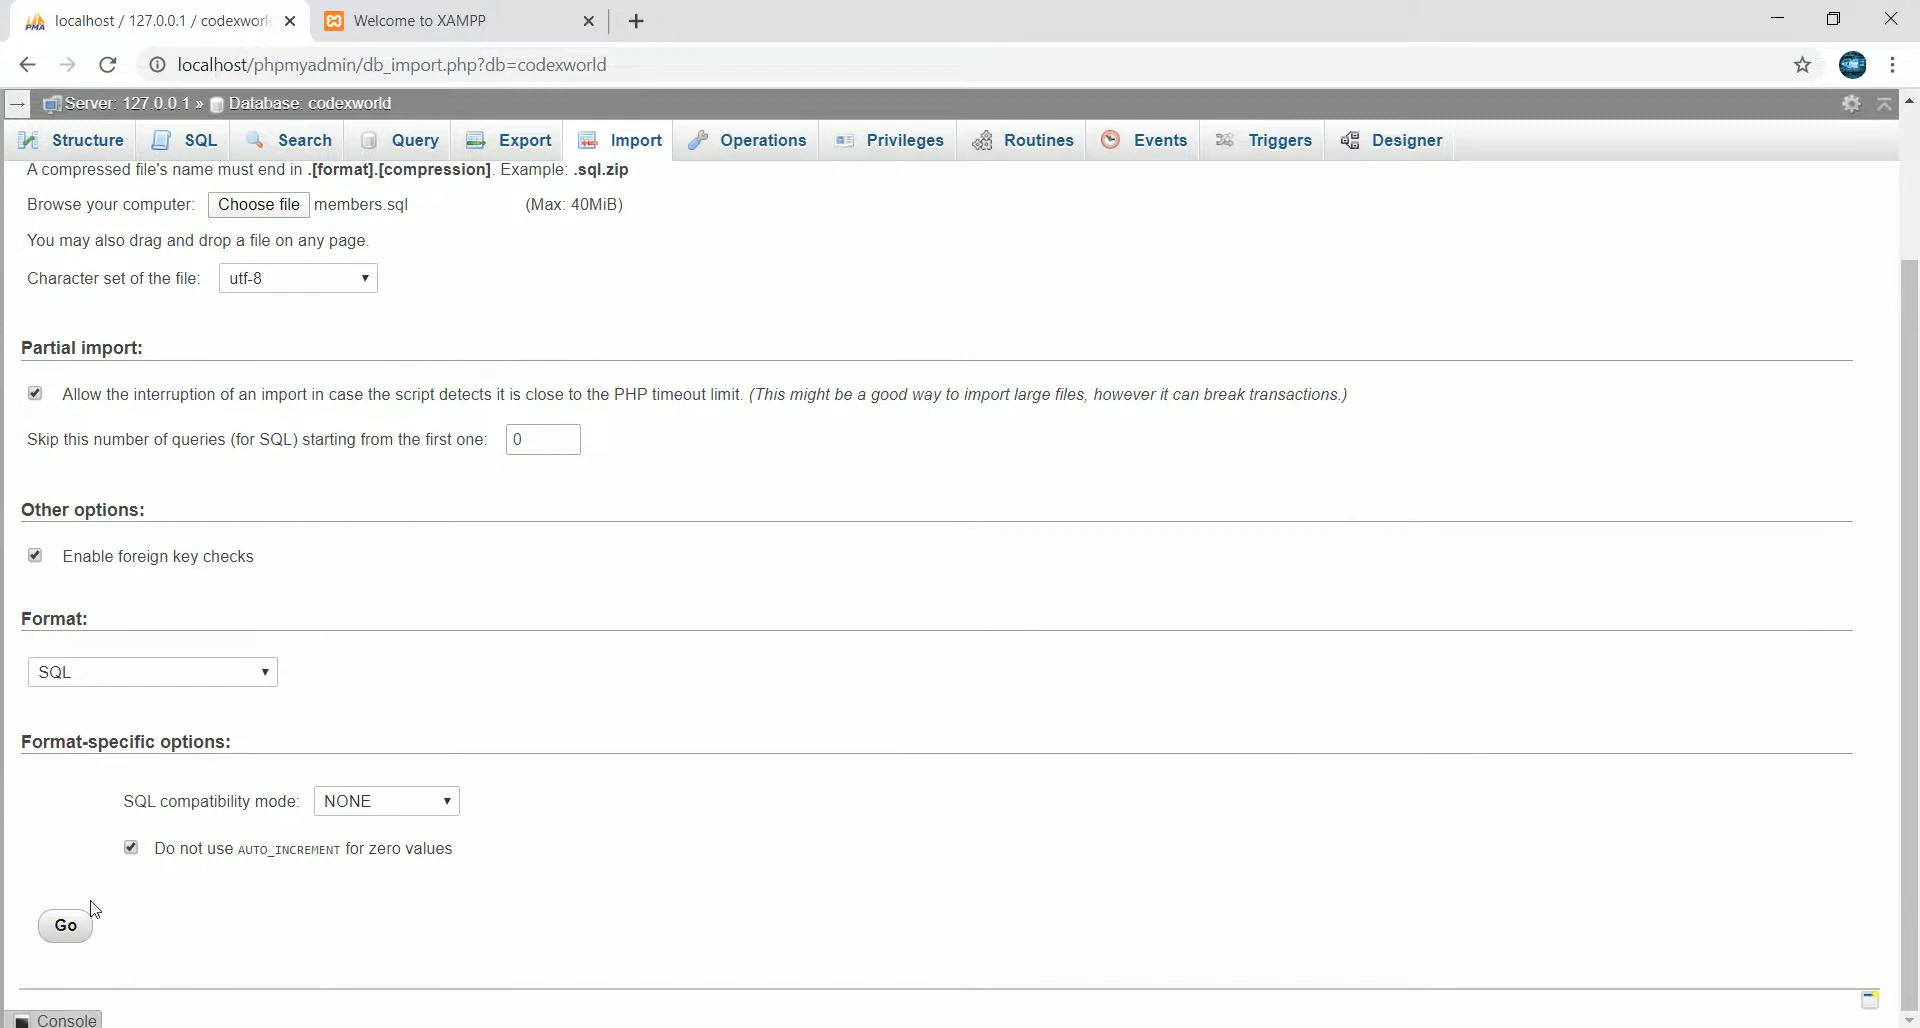 localhost / 127.0.0.1 / codexworl
Welcome to XAMPP
localhost/phpmyadmin/db_import.php?db=codexworld
Server: 127.0.0.1 » Database: codexworld
Structure SQL Search Query Export Import Operations Privileges Routines Events Triggers Designer
A compressed file's name must end in .[format].[compression]. Example: .sql.zip
Browse your computer: Choose file members.sql (Max: 40MiB)
You may also drag and drop a file on any page.
Character set of the file: utf-8
Partial import:
Allow the interruption of an import in case the script detects it is close to the PHP timeout limit. (This might be a good way to import large files, however it can break transactions.)
Skip this number of queries (for SQL) starting from the first one: 0
Other options:
Enable foreign key checks
Format:
SQL
Format-specific options:
SQL compatibility mode: NONE
Do not use AUTO_INCREMENT for zero values
Go
Console